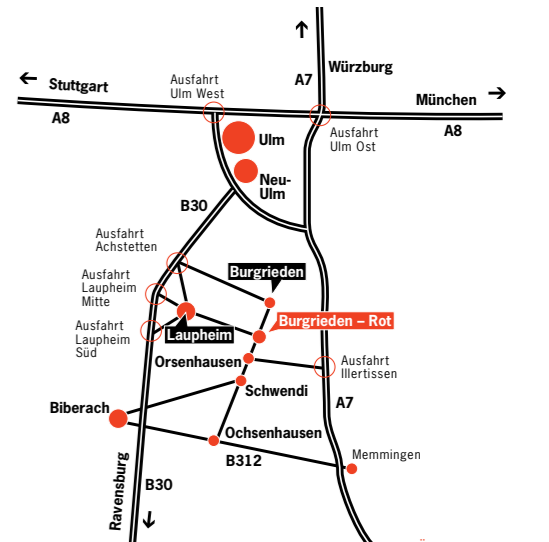 Würzburg
A7
Stuttgart
Ausfahrt
Ulm West
München
A8
A8
Ausfahrt
Ulm Ost
Ulm
Neu-
Ulm
B30
Ausfahrt
Achstetten
Burgrieden
Ausfahrt
Laupheim
Mitte
Burgrieden – Rot
Ausfahrt
Laupheim
Süd
Laupheim
Orsenhausen
Ausfahrt
Illertissen
Schwendi
A7
Biberach
Ochsenhausen
B312
Memmingen
Ravensburg
B30